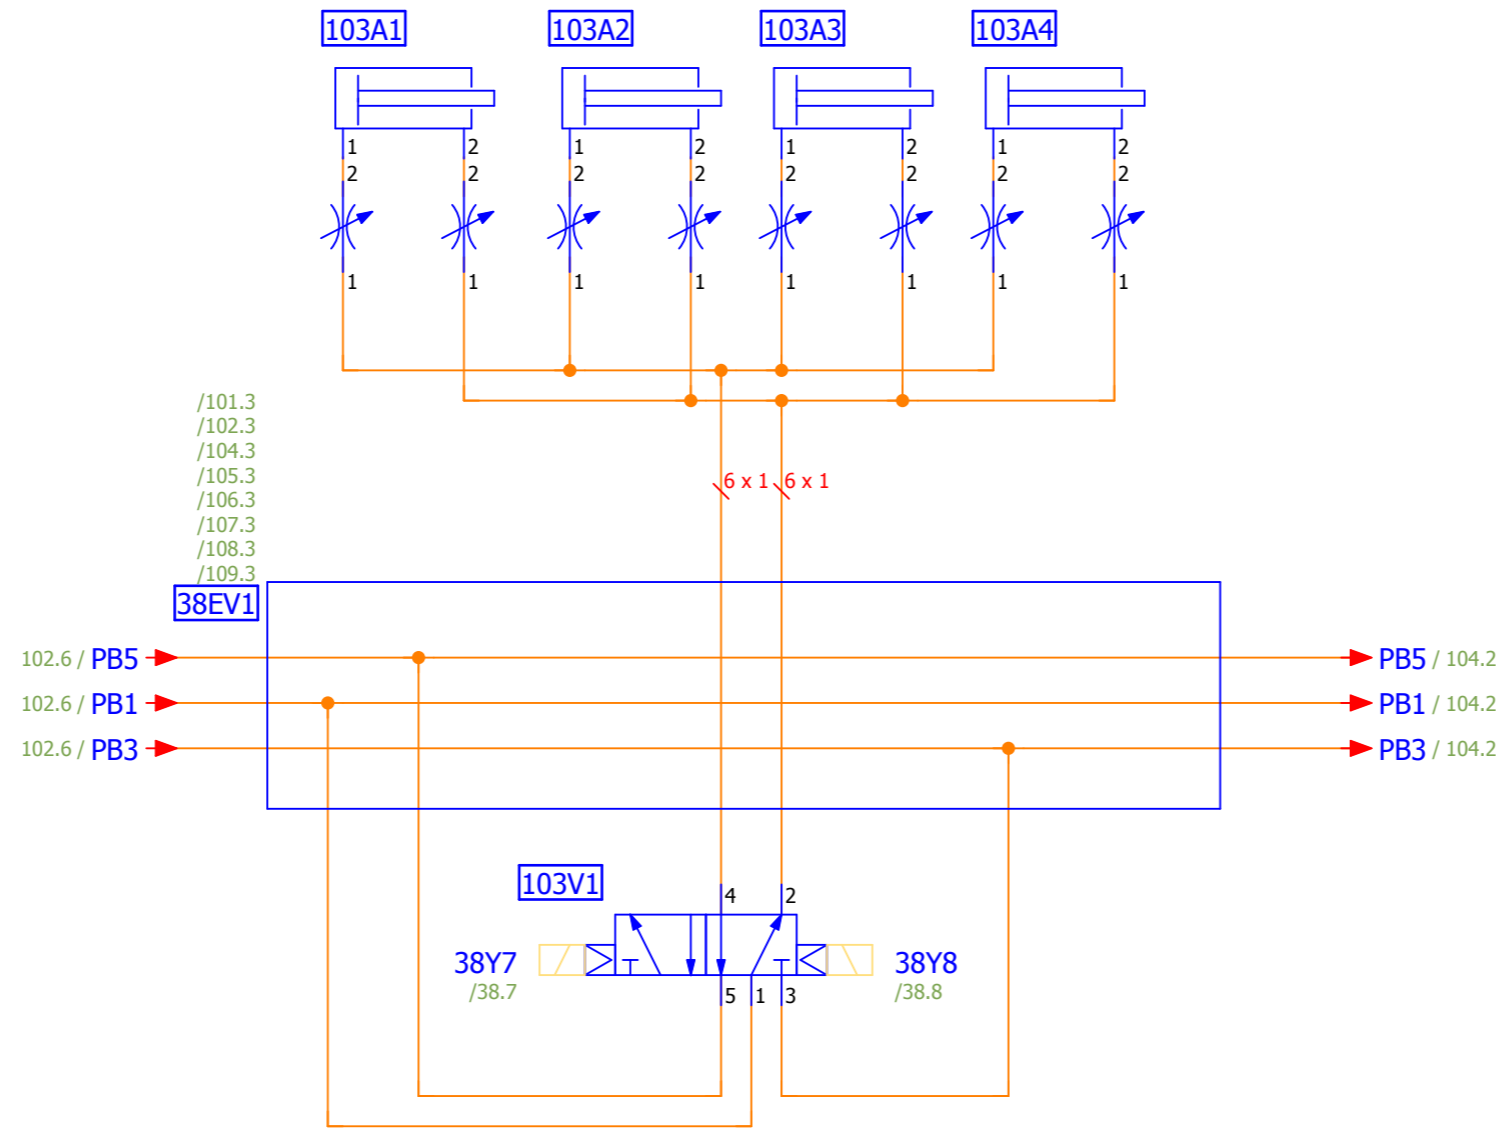 103A1 103A2 103A3 103A4
1 2 1 2 1 2 1 2
2 2 2 2 2 2 2 2
1 1 1 1 1 1 1 1
/101.3
/102.3
/104.3
/105.3
/106.3
/107.3
/108.3
/109.3
6 x 1 6 x 1
38EV1
102.6 / PB5 PB5 / 104.2
102.6 / PB1 PB1 / 104.2
102.6 / PB3 PB3 / 104.2
103V1
4 2
38Y7 38Y8
/38.7 /38.8
5 1 3